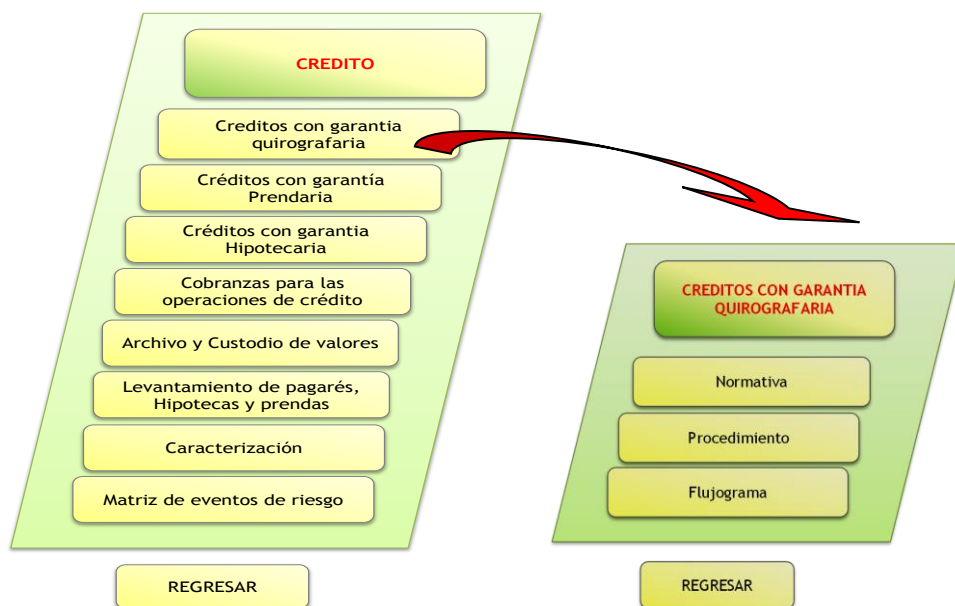 CREDITO
Creditos con garantia
quirografaria
Créditos con garantía
Prendaria
Créditos con garantia
Hipotecaria
Cobranzas para las
operaciones de crédito
Archivo y Custodio de valores
Levantamiento de pagarés,
Hipotecas y prendas
Caracterización
Matriz de eventos de riesgo
REGRESAR
CREDITOS CON GARANTIA
QUIROGRAFARIA
Normativa
Procedimiento
Flujograma
REGRESAR